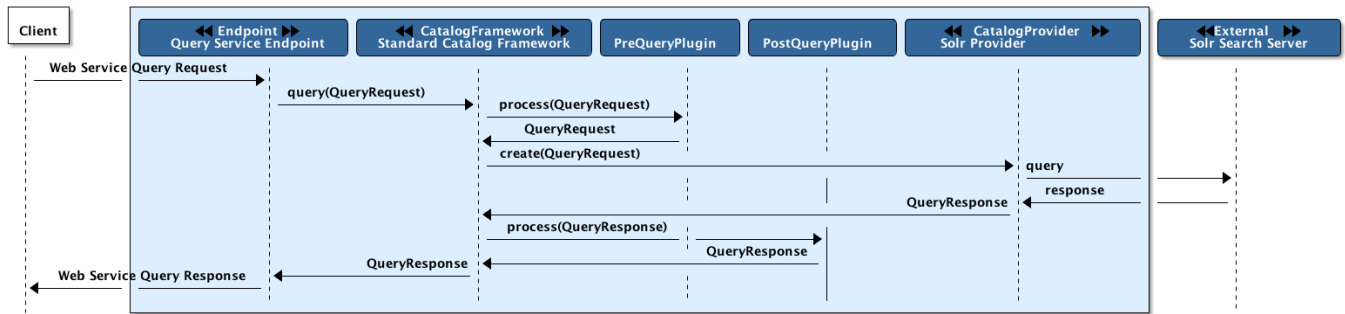 Client
Endpoint
Query Service Endpoint
CatalogFramework
Standard Catalog Framework
PreQueryPlugin
PostQueryPlugin
CatalogProvider
Solr Provider
External
Solr Search Server
Web Service Query Request
query(QueryRequest)
process(QueryRequest)
QueryRequest
create(QueryRequest)
query
response
QueryResponse
process(QueryResponse)
QueryResponse
QueryResponse
Web Service Query Response